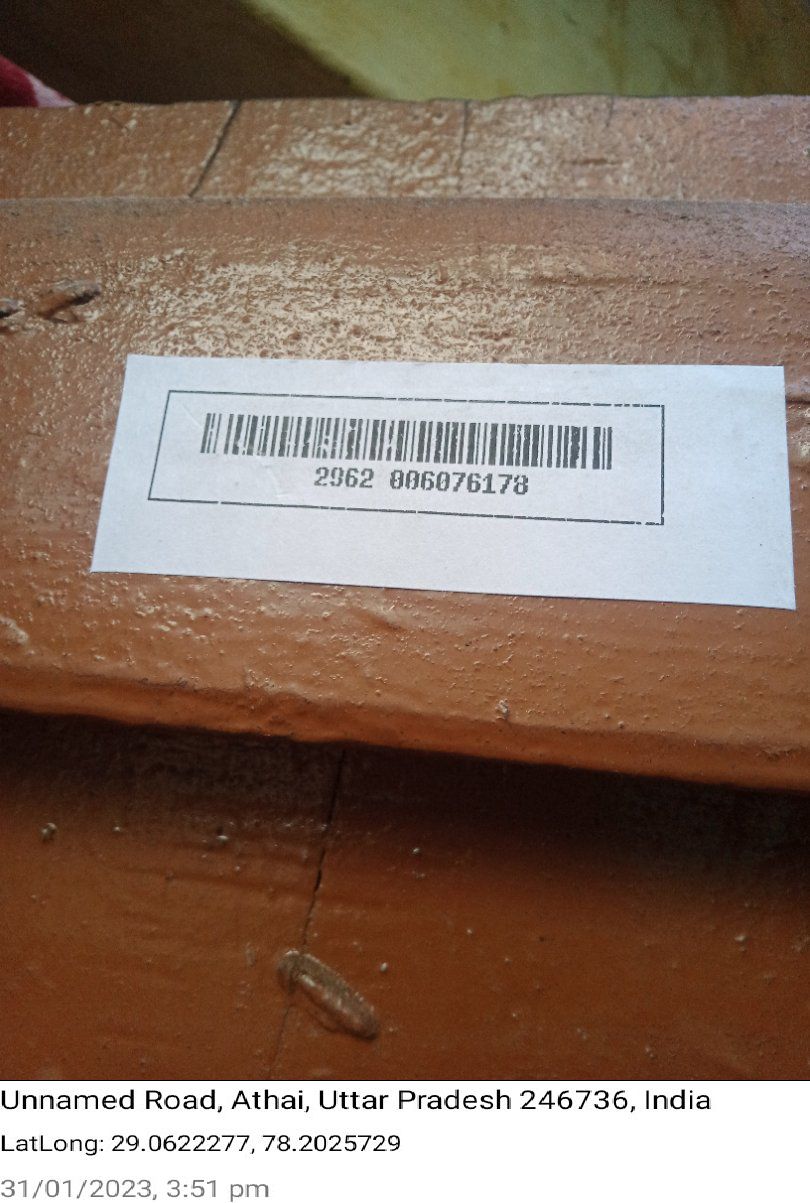 2962 006076178
Unnamed Road, Athai, Uttar Pradesh 246736, India
LatLong: 29.0622277, 78.2025729
31/01/2023, 3:51 pm